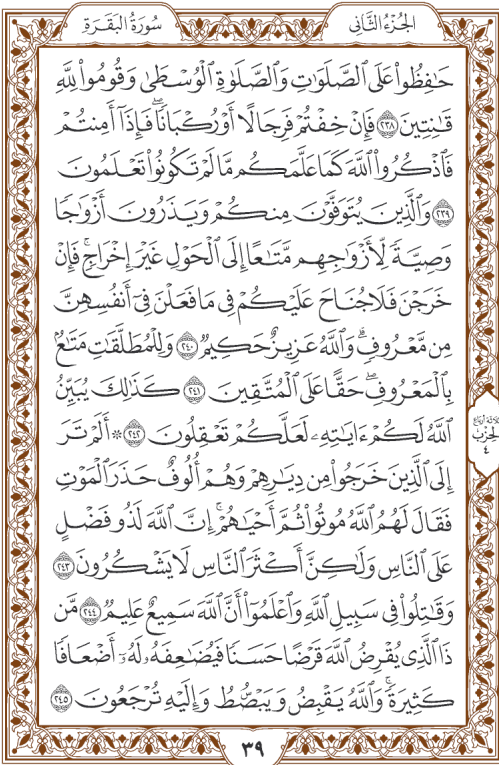 الجزء الثاني
سورة البقرة
حَٰفِظُواْ عَلَى ٱلصَّلَوَٰتِ وَٱلصَّلَوٰةِ ٱلۡوُسۡطَىٰ وَقُومُواْ لِلَّهِ
قَٰنِتِينَ ٢٣٨ فَإِنۡ خِفۡتُمۡ فَرِجَالًا أَوۡ رُكۡبَانٗاۖ فَإِذَآ أَمِنتُمۡ
فَٱذۡكُرُواْ ٱللَّهَ كَمَا عَلَّمَكُم مَّا لَمۡ تَكُونُواْ تَعۡلَمُونَ
٢٣٩ وَٱلَّذِينَ يُتَوَفَّوۡنَ مِنكُمۡ وَيَذَرُونَ أَزۡوَٰجٗا
وَصِيَّةٗ لِّأَزۡوَٰجِهِم مَّتَٰعًا إِلَى ٱلۡحَوۡلِ غَيۡرَ إِخۡرَاجٖۚ فَإِنۡ
خَرَجۡنَ فَلَا جُنَاحَ عَلَيۡكُمۡ فِي مَا فَعَلۡنَ فِيٓ أَنفُسِهِنَّ
مِن مَّعۡرُوفٖۗ وَٱللَّهُ عَزِيزٌ حَكِيمٞ ٢٤٠ وَلِلۡمُطَلَّقَٰتِ مَتَٰعُۢ
بِٱلۡمَعۡرُوفِۖ حَقًّا عَلَى ٱلۡمُتَّقِينَ ٢٤١ كَذَٰلِكَ يُبَيِّنُ
ٱللَّهُ لَكُمۡ ءَايَٰتِهِۦ لَعَلَّكُمۡ تَعۡقِلُونَ ٢٤٢ ۞ أَلَمۡ تَرَ
إِلَى ٱلَّذِينَ خَرَجُواْ مِن دِيَٰرِهِمۡ وَهُمۡ أُلُوفٌ حَذَرَ ٱلۡمَوۡتِ
فَقَالَ لَهُمُ ٱللَّهُ مُوتُواْ ثُمَّ أَحۡيَٰهُمۡۚ إِنَّ ٱللَّهَ لَذُو فَضۡلٍ
عَلَى ٱلنَّاسِ وَلَٰكِنَّ أَكۡثَرَ ٱلنَّاسِ لَا يَشۡكُرُونَ ٢٤٣
وَقَٰتِلُواْ فِي سَبِيلِ ٱللَّهِ وَٱعۡلَمُوٓاْ أَنَّ ٱللَّهَ سَمِيعٌ عَلِيمٞ ٢٤٤ مَّن
ذَا ٱلَّذِي يُقۡرِضُ ٱللَّهَ قَرۡضًا حَسَنٗا فَيُضَٰعِفَهُۥ لَهُۥٓ أَضۡعَافٗا
كَثِيرَةٗۚ وَٱللَّهُ يَقۡبِضُ وَيَبۡصُۜطُ وَإِلَيۡهِ تُرۡجَعُونَ ٢٤٥
ثلاثة أرباع
الحزب
٤
٣٩